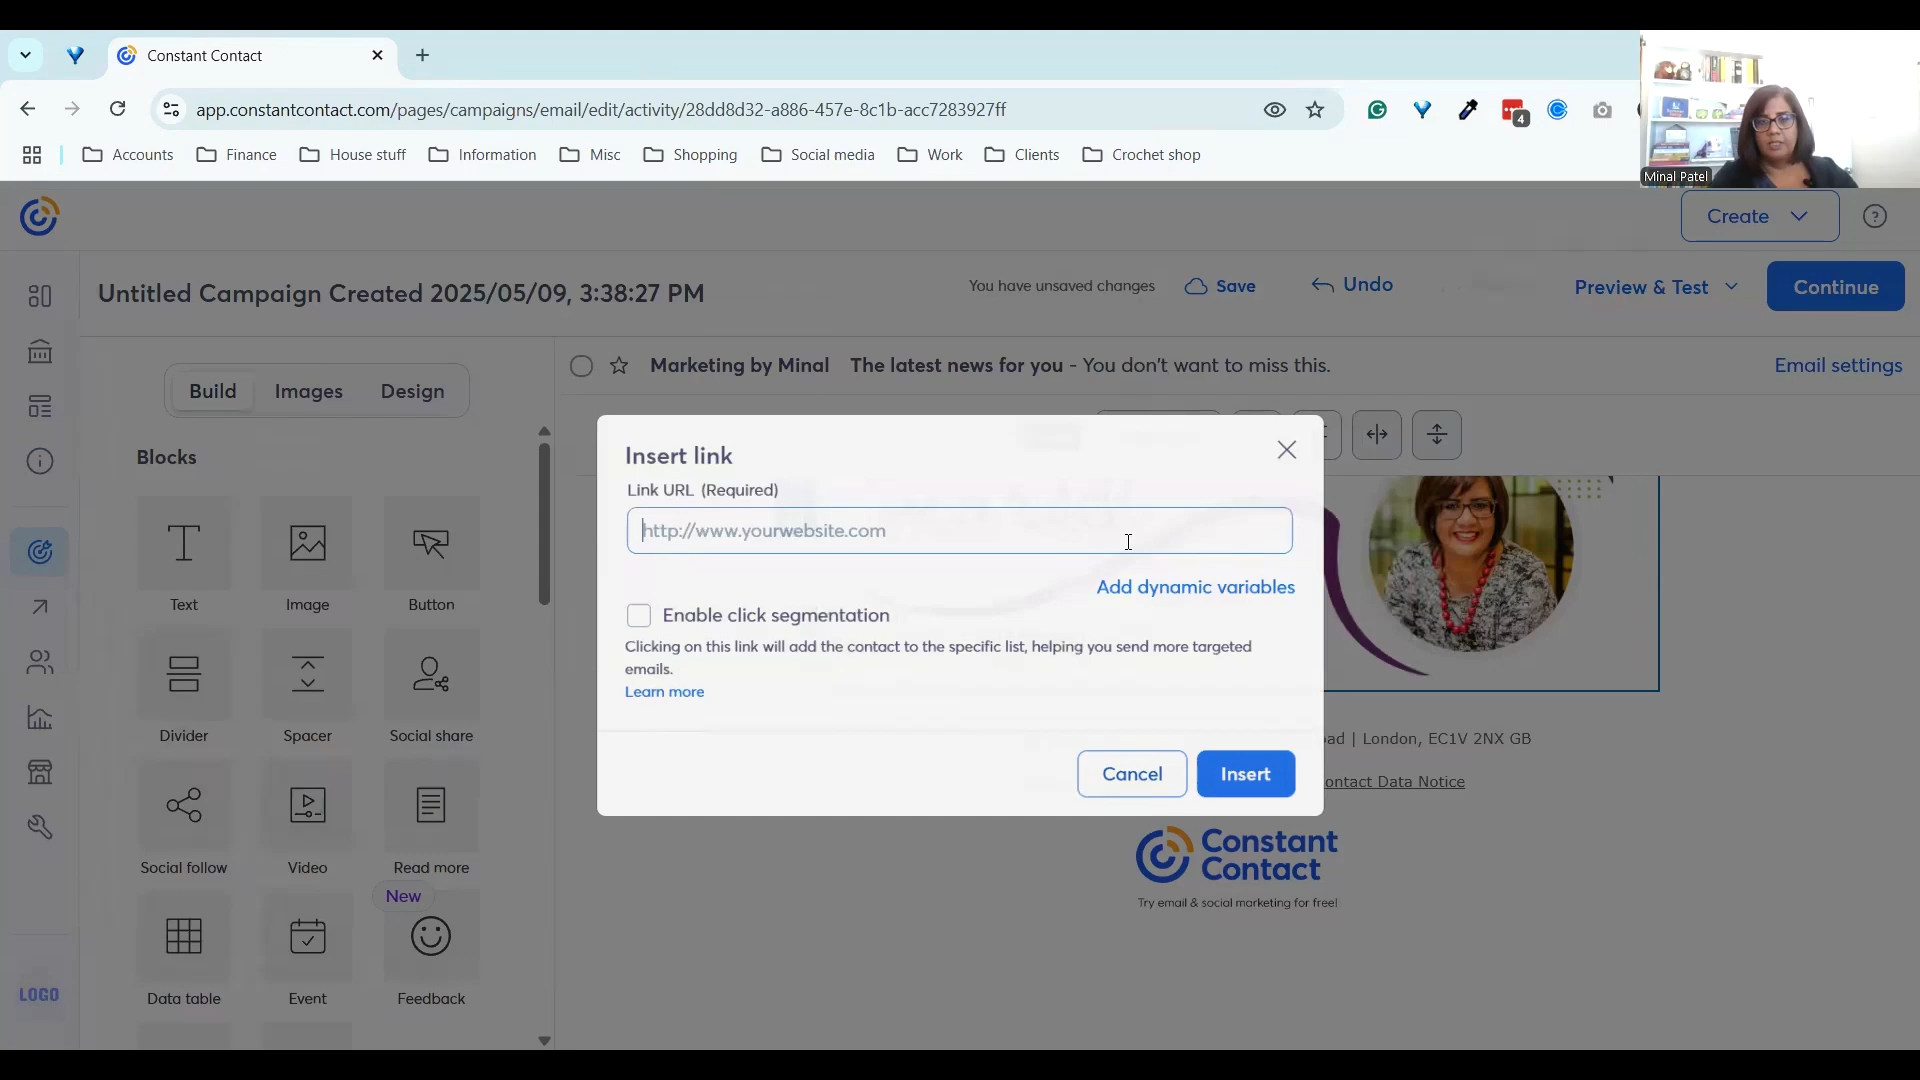 Constant Contact
app.constantcontact.com/pages/campaigns/email/edit/activity/28dd8d32-a886-457e-8c1b-acc7283927ff
4
Accounts
Finance
House stuff
Information
Misc
Shopping
Social media
Work
Clients
Crochet shop
Minal Patel
Create
?
Untitled Campaign Created 2025/05/09, 3:38:27 PM
You have unsaved changes
Save
Undo
Preview & Test
Continue
Build
Images
Design
Marketing by Minal
The latest news for you - You don't want to miss this.
Email settings
Blocks
Text
Image
Button
Divider
Spacer
Social share
Social follow
Video
Read more
New
Data table
Event
Feedback
LOGO
Insert link
Link URL (Required)
http://www.yourwebsite.com
Add dynamic variables
Enable click segmentation
Clicking on this link will add the contact to the specific list, helping you send more targeted
emails.
Learn more
Cancel
Insert
| London, EC1V 2NX GB
Data Notice
Constant
Contact
Try email & social marketing for free!